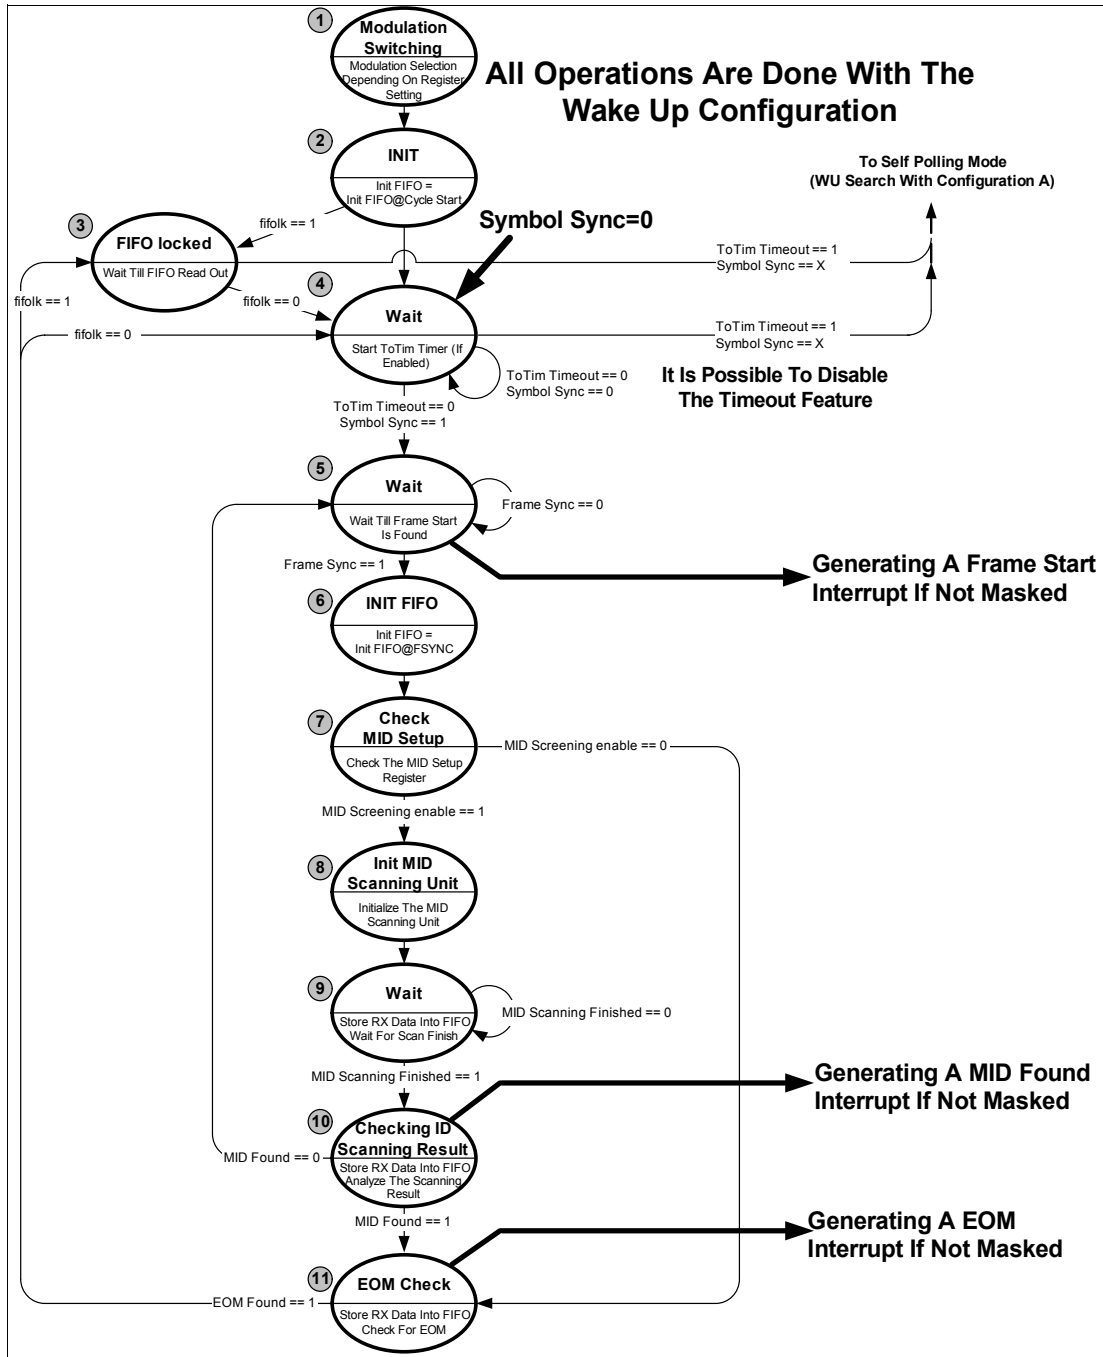 1
Modulation
Switching
Modulation Selection
Depending On Register
Setting
All Operations Are Done With The
Wake Up Configuration
2
INIT
Init FIFO =
Init FIFO@Cycle Start
To Self Polling Mode
(WU Search With Configuration A)
fifolk == 1
Symbol Sync=0
3
FIFO locked
Wait Till FIFO Read Out
ToTim Timeout == 1
Symbol Sync == X
fifolk == 1
fifolk == 0
4
Wait
Start ToTim Timer (If
Enabled)
fifolk == 0
ToTim Timeout == 1
Symbol Sync == X
ToTim Timeout == 0
Symbol Sync == 0
It Is Possible To Disable
The Timeout Feature
ToTim Timeout == 0
Symbol Sync == 1
5
Wait
Wait Till Frame Start
Is Found
Frame Sync == 0
Frame Sync == 1
Generating A Frame Start
Interrupt If Not Masked
6
INIT FIFO
Init FIFO =
Init FIFO@FSYNC
7
Check
MID Setup
Check The MID Setup
Register
MID Screening enable == 0
MID Screening enable == 1
8
Init MID
Scanning Unit
Initialize The MID
Scanning Unit
9
Wait
Store RX Data Into FIFO
Wait For Scan Finish
MID Scanning Finished == 0
MID Scanning Finished == 1
Generating A MID Found
Interrupt If Not Masked
10
Checking ID
Scanning Result
Store RX Data Into FIFO
Analyze The Scanning
Result
MID Found == 0
MID Found == 1
Generating A EOM
Interrupt If Not Masked
11
EOM Check
Store RX Data Into FIFO
Check For EOM
EOM Found == 1